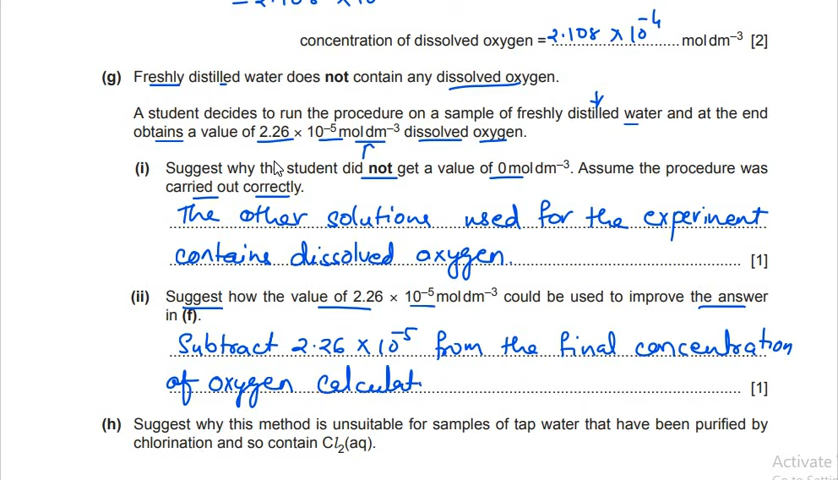 concentration of dissolved oxygen = 2.108 × 10⁻⁴ mol dm⁻³ [2]
(g) Freshly distilled water does not contain any dissolved oxygen.
A student decides to run the procedure on a sample of freshly distilled water and at the end
obtains a value of 2.26 × 10⁻⁵ mol dm⁻³ dissolved oxygen.
(i) Suggest why the student did not get a value of 0 mol dm⁻³. Assume the procedure was
carried out correctly.
The other solutions used for the experiment
contains dissolved oxygen. [1]
(ii) Suggest how the value of 2.26 × 10⁻⁵ mol dm⁻³ could be used to improve the answer
in (f).
Subtract 2.26 × 10⁻⁵ from the final concentration
of oxygen calculat [1]
(h) Suggest why this method is unsuitable for samples of tap water that have been purified by
chlorination and so contain Cl₂(aq).
Activate